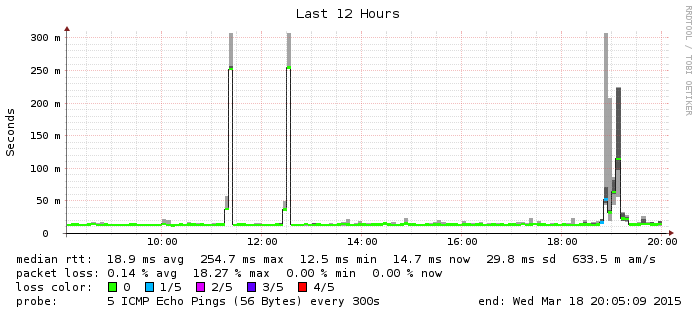 Last 12 Hours
RRDTOOL / TOBI OETIKER
Seconds
300 m
250 m
200 m
150 m
100 m
50 m
0
10:00 12:00 14:00 16:00 18:00 20:00
median rtt: 18.9 ms avg 254.7 ms max 12.5 ms min 14.7 ms now 29.8 ms sd 633.5 m am/s
packet loss: 0.14 % avg 18.27 % max 0.00 % min 0.00 % now
loss color: 0 1/5 2/5 3/5 4/5
probe: 5 ICMP Echo Pings (56 Bytes) every 300s end: Wed Mar 18 20:05:09 2015